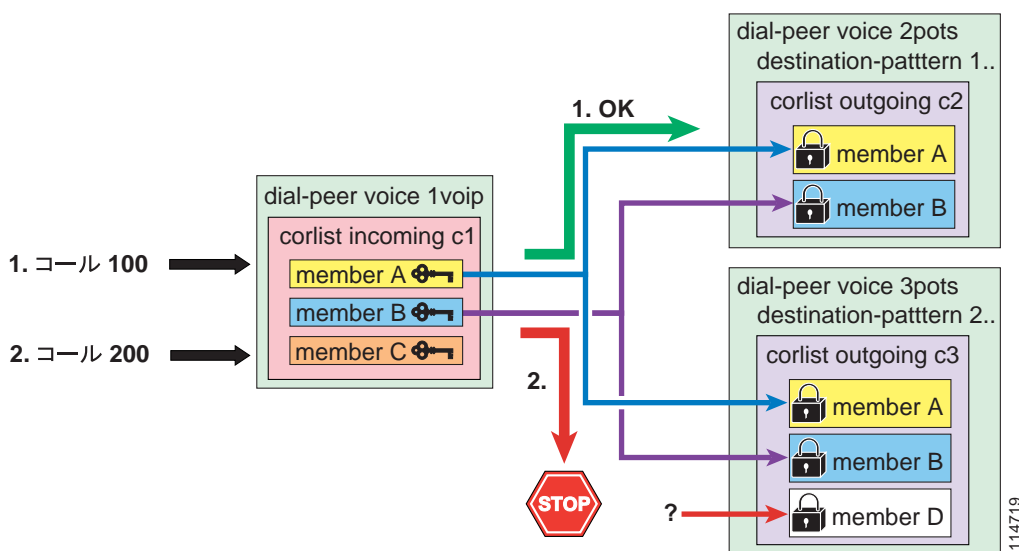 dial-peer voice 2pots
destination-patttern 1..
corlist outgoing c2
member A
member B
1. OK
dial-peer voice 1voip
corlist incoming c1
member A
member B
member C
1. コール 100
2. コール 200
2.
STOP
dial-peer voice 3pots
destination-patttern 2..
corlist outgoing c3
member A
member B
member D
?
114719